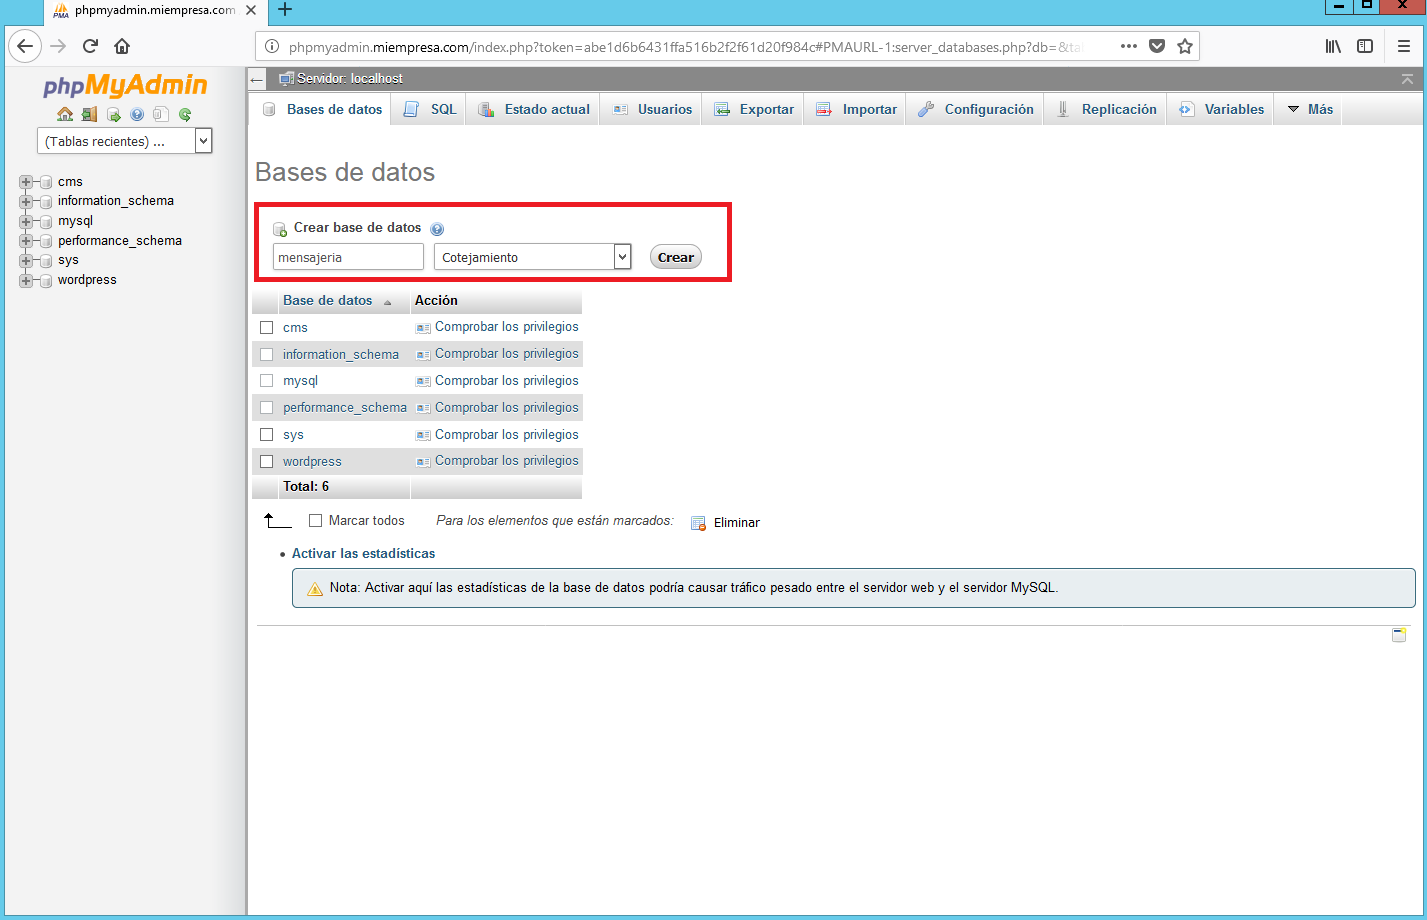 phpmyadmin.miempresa.com
phpmyadmin.miempresa.com/index.php?token=abe1d6b6431ffa516b2f2f61d20f984c#PMAURL-1:server_databases.php?db=&ta
phpMyAdmin
(Tablas recientes) ...
cms
information_schema
mysql
performance_schema
sys
wordpress
Servidor: localhost
Bases de datos SQL Estado actual Usuarios Exportar Importar Configuración Replicación Variables Más
Bases de datos
Crear base de datos
mensajeria Cotejamiento Crear
Base de datos Acción
cms Comprobar los privilegios
information_schema Comprobar los privilegios
mysql Comprobar los privilegios
performance_schema Comprobar los privilegios
sys Comprobar los privilegios
wordpress Comprobar los privilegios
Total: 6
Marcar todos Para los elementos que están marcados: Eliminar
Activar las estadísticas
Nota: Activar aquí las estadísticas de la base de datos podría causar tráfico pesado entre el servidor web y el servidor MySQL.